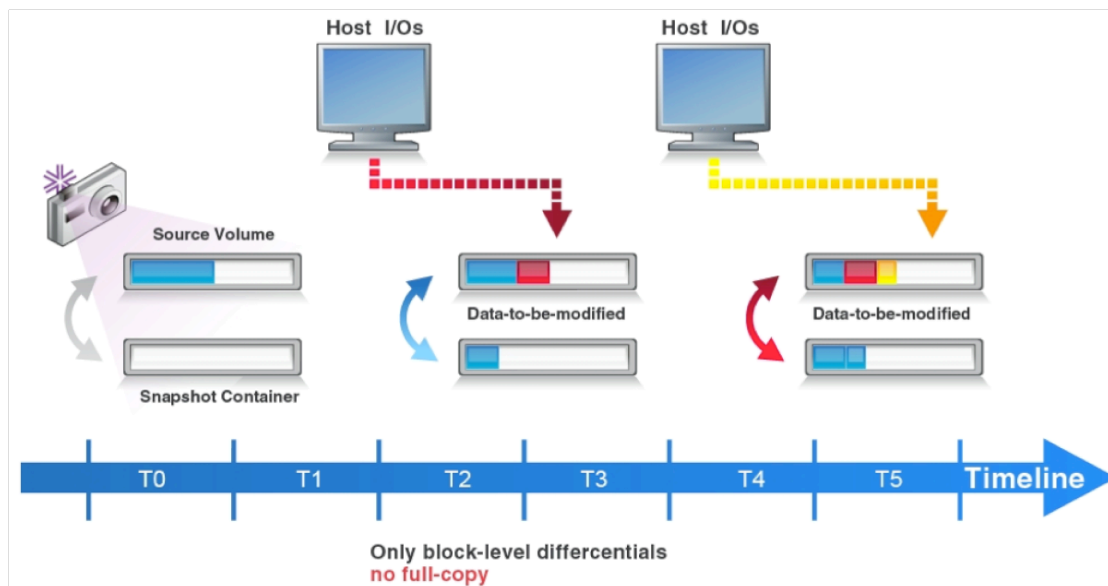 Host I/Os
Host I/Os
Source Volume
Data-to-be-modified
Data-to-be-modified
Snapshot Container
T0
T1
T2
T3
T4
T5
Timeline
Only block-level differcentials
no full-copy